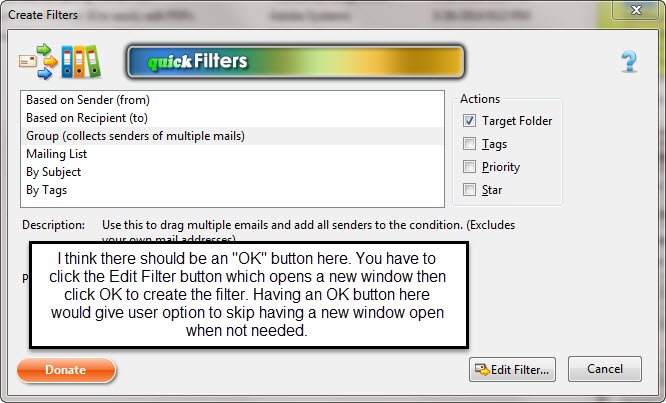 Create Filters
quickFilters
Based on Sender (from)
Based on Recipient (to)
Group (collects senders of multiple mails)
Mailing List
By Subject
By Tags
Actions
Target Folder
Tags
Priority
Star
Description: Use this to drag multiple emails and add all senders to the condition. (Excludes
your own mail addresses)
I think there should be an "OK" button here. You have to
click the Edit Filter button which opens a new window then
click OK to create the filter. Having an OK button here
would give user option to skip having a new window open
when not needed.
Donate
Edit Filter...
Cancel